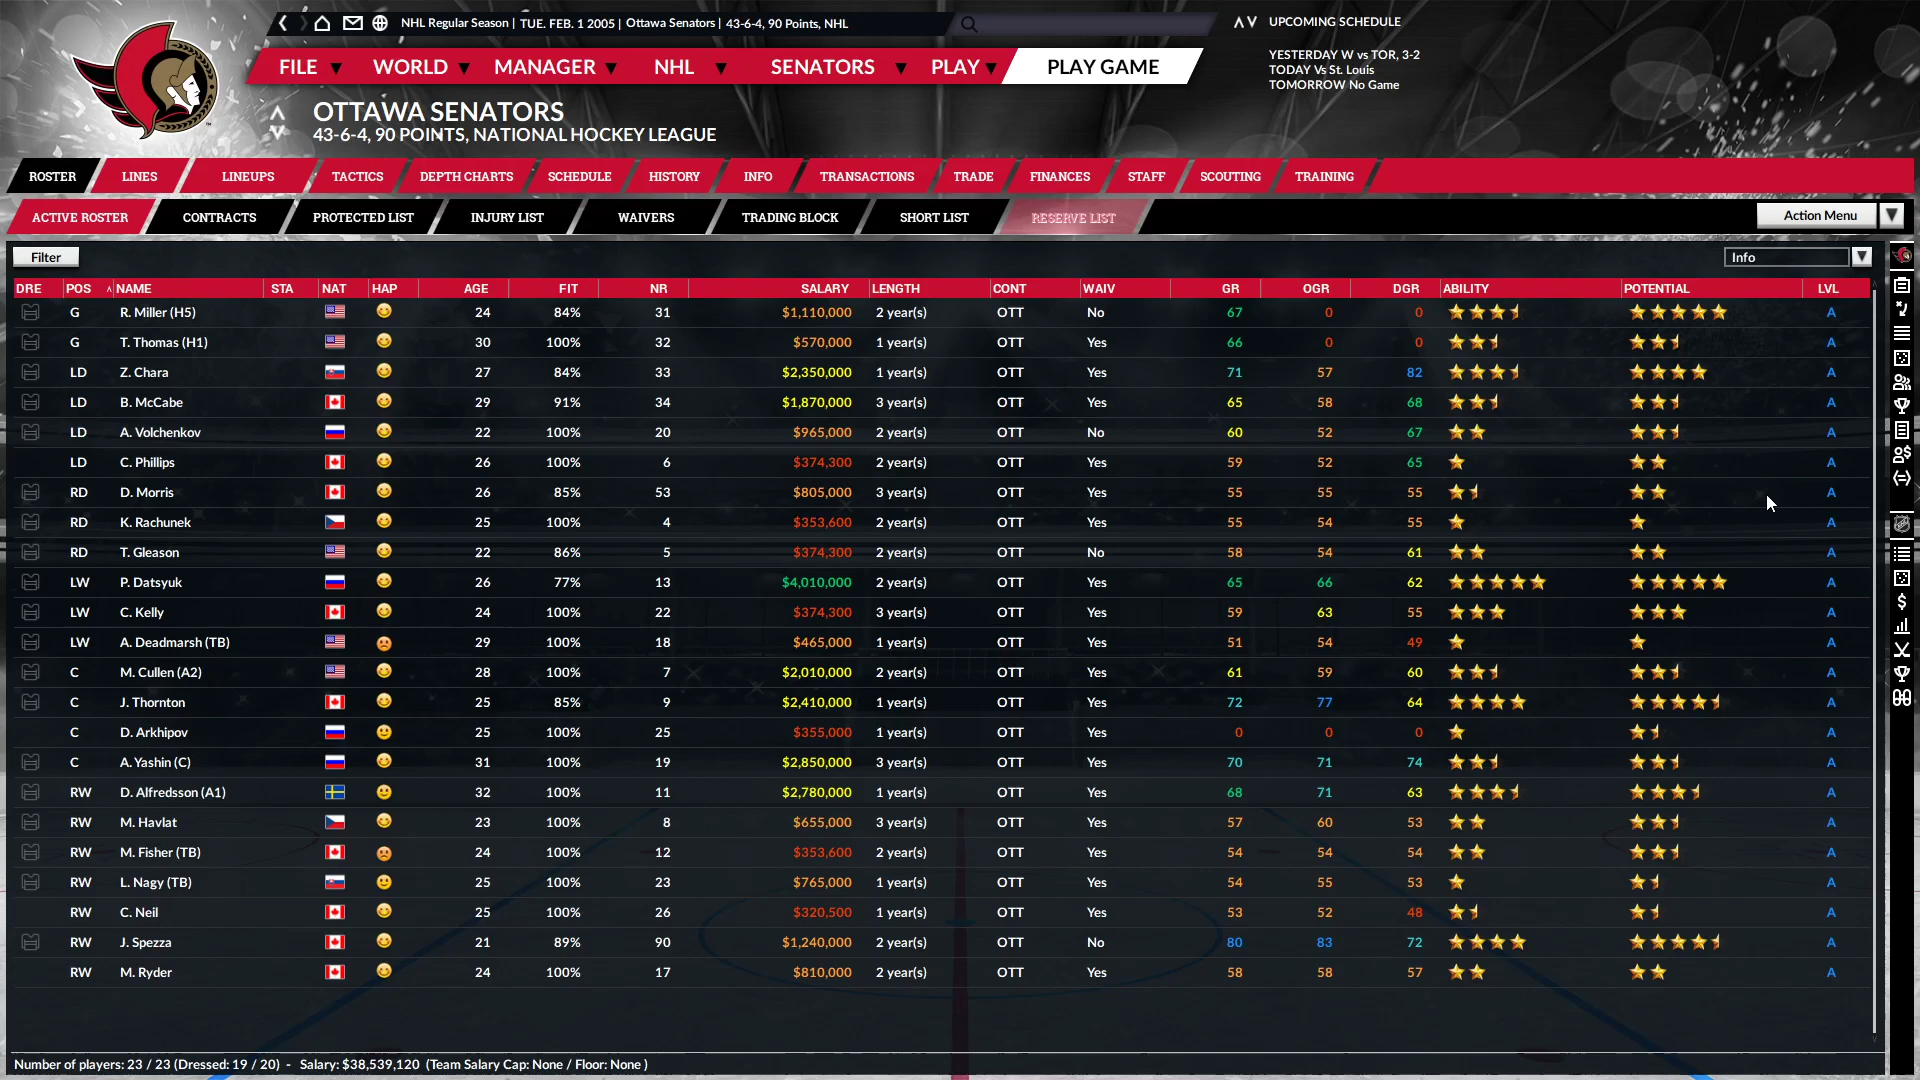 NHL Regular Season | TUE. FEB. 1 2005 | Ottawa Senators | 43-6-4, 90 Points, NHL
UPCOMING SCHEDULE
YESTERDAY W vs TOR, 3-2
TODAY Vs St. Louis
TOMORROW No Game
FILE WORLD MANAGER NHL SENATORS PLAY PLAY GAME
OTTAWA SENATORS
43-6-4, 90 POINTS, NATIONAL HOCKEY LEAGUE
ROSTER LINES LINEUPS TACTICS DEPTH CHARTS SCHEDULE HISTORY INFO TRANSACTIONS TRADE FINANCES STAFF SCOUTING TRAINING
ACTIVE ROSTER CONTRACTS PROTECTED LIST INJURY LIST WAIVERS TRADING BLOCK SHORT LIST RESERVE LIST Action Menu
Filter Info
DRE POS NAME STA NAT HAP AGE FIT NR SALARY LENGTH CONT WAIV GR OGR DGR ABILITY POTENTIAL LVL
G R. Miller (H5) 24 84% 31 $1,110,000 2 year(s) OTT No 67 0 0 A
G T. Thomas (H1) 30 100% 32 $570,000 1 year(s) OTT Yes 66 0 0 A
LD Z. Chara 27 84% 33 $2,350,000 1 year(s) OTT Yes 71 57 82 A
LD B. McCabe 29 91% 34 $1,870,000 3 year(s) OTT Yes 65 58 68 A
LD A. Volchenkov 22 100% 20 $965,000 2 year(s) OTT No 60 52 67 A
LD C. Phillips 26 100% 6 $374,300 2 year(s) OTT Yes 59 52 65 A
RD D. Morris 26 85% 53 $805,000 3 year(s) OTT Yes 55 55 55 A
RD K. Rachunek 25 100% 4 $353,600 2 year(s) OTT Yes 55 54 55 A
RD T. Gleason 22 86% 5 $374,300 2 year(s) OTT No 58 54 61 A
LW P. Datsyuk 26 77% 13 $4,010,000 2 year(s) OTT Yes 65 66 62 A
LW C. Kelly 24 100% 22 $374,300 3 year(s) OTT Yes 59 63 55 A
LW A. Deadmarsh (TB) 29 100% 18 $465,000 1 year(s) OTT Yes 51 54 49 A
C M. Cullen (A2) 28 100% 7 $2,010,000 2 year(s) OTT Yes 61 59 60 A
C J. Thornton 25 85% 9 $2,410,000 1 year(s) OTT Yes 72 77 64 A
C D. Arkhipov 25 100% 25 $355,000 1 year(s) OTT Yes 0 0 0 A
C A. Yashin (C) 31 100% 19 $2,850,000 3 year(s) OTT Yes 70 71 74 A
RW D. Alfredsson (A1) 32 100% 11 $2,780,000 1 year(s) OTT Yes 68 71 63 A
RW M. Havlat 23 100% 8 $655,000 3 year(s) OTT Yes 57 60 53 A
RW M. Fisher (TB) 24 100% 12 $353,600 2 year(s) OTT Yes 54 54 54 A
RW L. Nagy (TB) 25 100% 23 $765,000 1 year(s) OTT Yes 54 55 53 A
RW C. Neil 25 100% 26 $320,500 1 year(s) OTT Yes 53 52 48 A
RW J. Spezza 21 89% 90 $1,240,000 2 year(s) OTT No 80 83 72 A
RW M. Ryder 24 100% 17 $810,000 2 year(s) OTT Yes 58 58 57 A
Number of players: 23 / 23 (Dressed: 19 / 20) - Salary: $38,539,120 (Team Salary Cap: None / Floor: None )